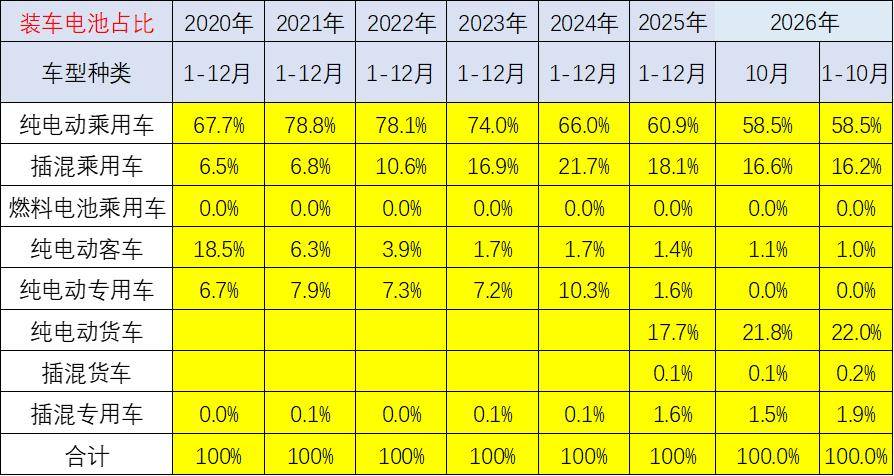 装车电池占比 2020年 2021年 2022年 2023年 2024年 2025年 2026年
车型种类 1-12月 1-12月 1-12月 1-12月 1-12月 1-12月 10月 1-10月
纯电动乘用车 67.7% 78.8% 78.1% 74.0% 66.0% 60.9% 58.5% 58.5%
插混乘用车 6.5% 6.8% 10.6% 16.9% 21.7% 18.1% 16.6% 16.2%
燃料电池乘用车 0.0% 0.0% 0.0% 0.0% 0.0% 0.0% 0.0% 0.0%
纯电动客车 18.5% 6.3% 3.9% 1.7% 1.7% 1.4% 1.1% 1.0%
纯电动专用车 6.7% 7.9% 7.3% 7.2% 10.3% 1.6% 0.0% 0.0%
纯电动货车 17.7% 21.8% 22.0%
插混货车 0.1% 0.1% 0.2%
插混专用车 0.0% 0.1% 0.0% 0.1% 0.1% 1.6% 1.5% 1.9%
合计 100% 100% 100% 100% 100% 100% 100.0% 100.0%